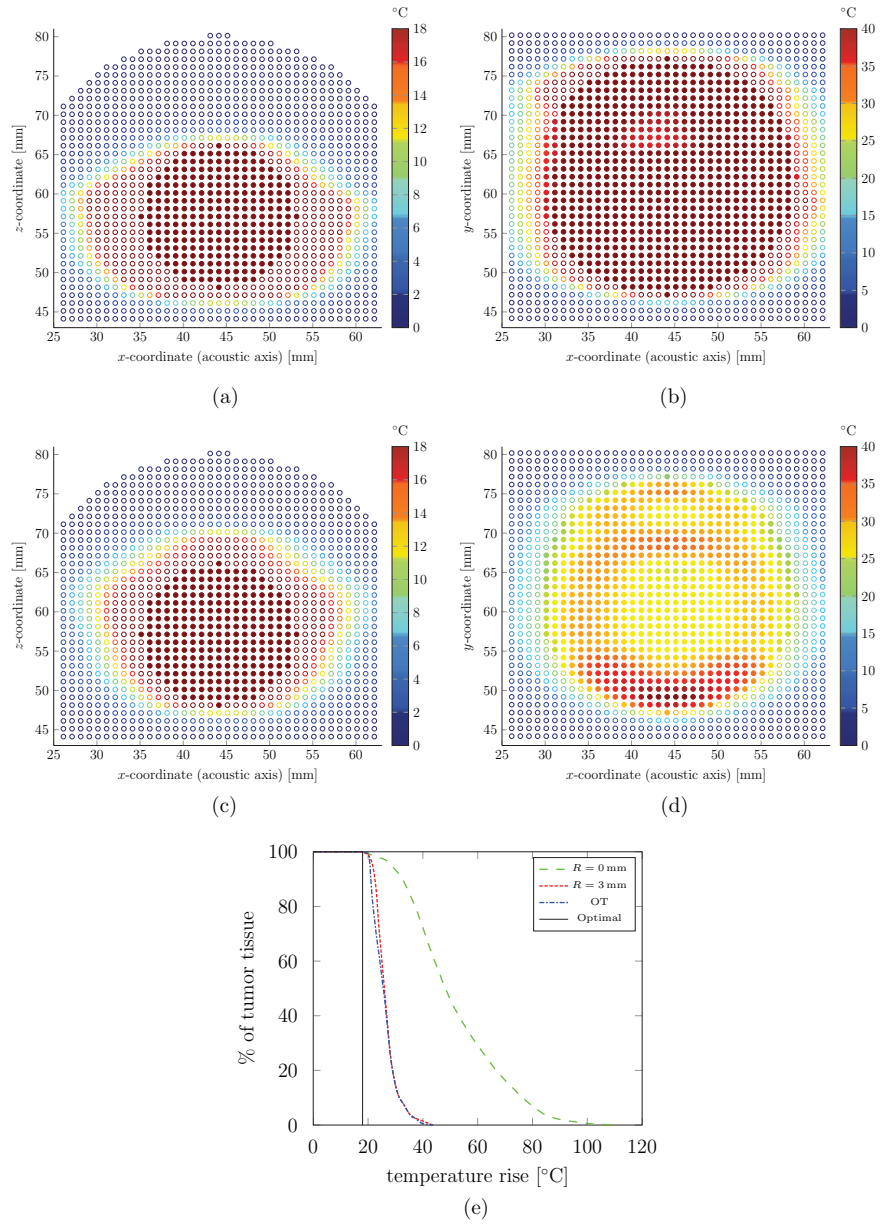 °C
18
16
14
12
10
8
6
4
2
0
80
75
70
65
60
55
50
45
z-coordinate [mm]
25 30 35 40 45 50 55 60
x-coordinate (acoustic axis) [mm]
(a)
°C
40
35
30
25
20
15
10
5
0
80
75
70
65
60
55
50
45
y-coordinate [mm]
25 30 35 40 45 50 55 60
x-coordinate (acoustic axis) [mm]
(b)
°C
18
16
14
12
10
8
6
4
2
0
80
75
70
65
60
55
50
45
z-coordinate [mm]
25 30 35 40 45 50 55 60
x-coordinate (acoustic axis) [mm]
(c)
°C
40
35
30
25
20
15
10
5
0
80
75
70
65
60
55
50
45
y-coordinate [mm]
25 30 35 40 45 50 55 60
x-coordinate (acoustic axis) [mm]
(d)
100
80
60
40
20
0
% of tumor tissue
R = 0 mm
R = 3 mm
OT
Optimal
0 20 40 60 80 100 120
temperature rise [°C]
(e)